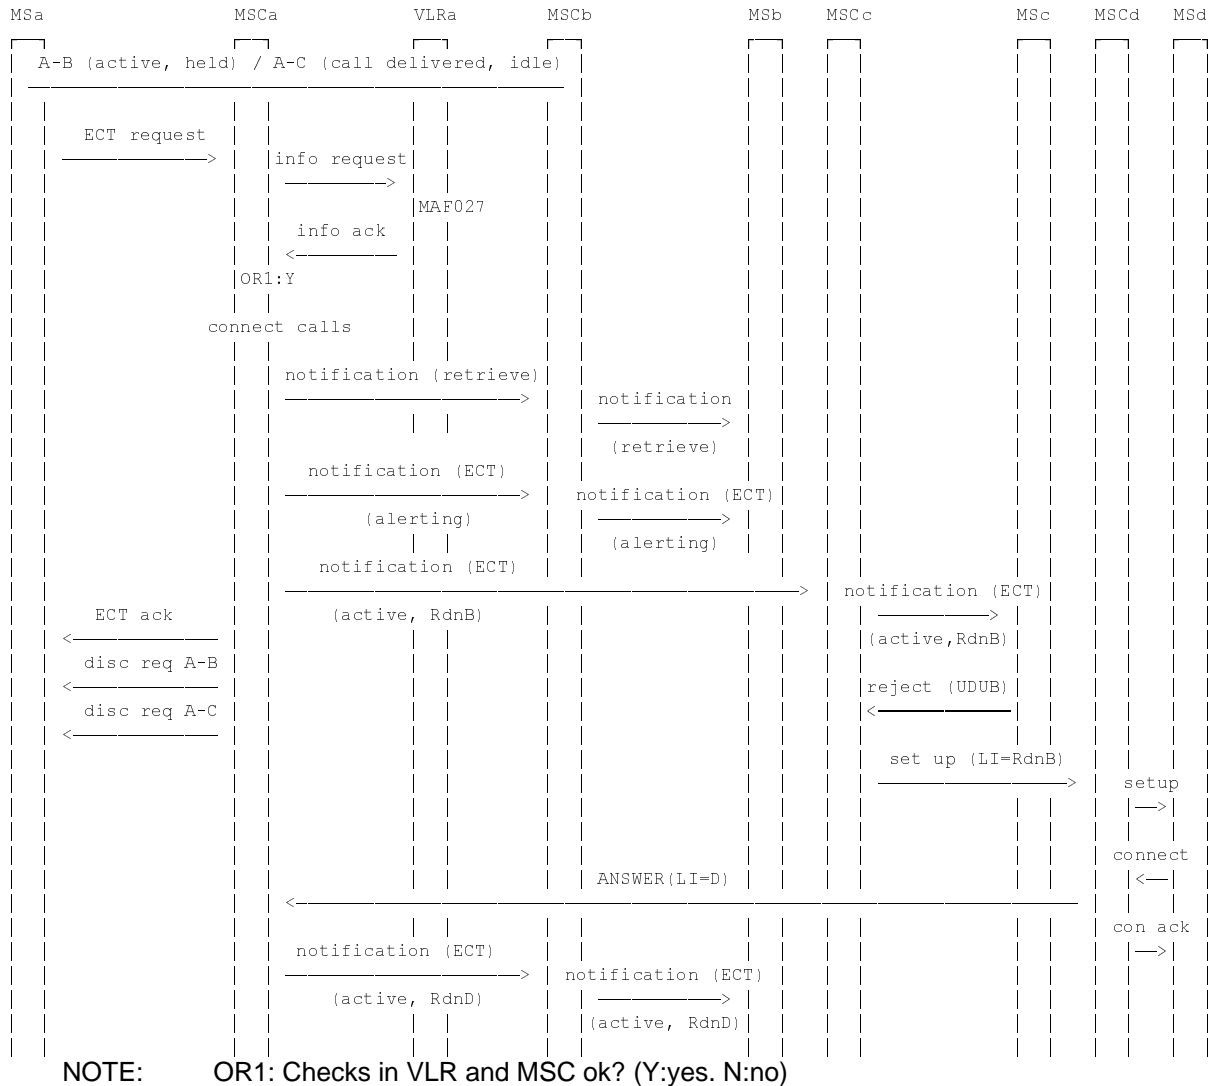 MSa MSCa VLRa MSCb MSb MSCc MSc MSCd MSd
A-B (active, held) / A-C (call delivered, idle)
ECT request
info request
MAF027
info ack
OR1:Y
connect calls
notification (retrieve)
notification
(retrieve)
notification (ECT)
notification (ECT)
(alerting)
(alerting)
notification (ECT)
notification (ECT)
ECT ack (active, RdnB)
(active,RdnB)
disc req A-B
reject (UDUB)
disc req A-C
set up (LI=RdnB)
setup
connect
ANSWER(LI=D)
con ack
notification (ECT)
notification (ECT)
(active, RdnD)
(active, RdnD)
NOTE: OR1: Checks in VLR and MSC ok? (Y:yes. N:no)